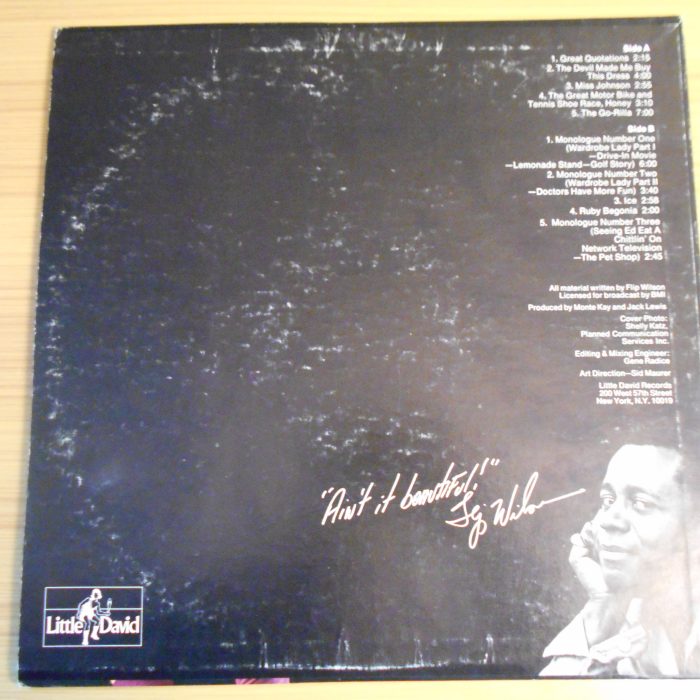 Side A
1. Great Quotations 2:15
2. The Devil Made Me Buy
This Dress 4:00
3. Miss Johnson 2:55
4. The Great Motor Bike and
Tennis Shoe Race, Honey 3:10
5. The Go-Rilla 7:00
Side B
1. Monologue Number One
(Wardrobe Lady Part I
—Drive-In Movie
—Lemonade Stand—Golf Story) 6:00
2. Monologue Number Two
(Wardrobe Lady Part II
—Doctors Have More Fun) 3:40
3. Ice 2:58
4. Ruby Begonia 2:00
5. Monologue Number Three
(Seeing Ed Eat A
Chitlin' On
Network Television
—The Pet Shop) 2:45
All material written by Flip Wilson
Licensed for broadcast by BMI
Produced by Monte Kay and Jack Lewis
Cover Photo:
Shelly Katz,
Planned Communication
Services Inc.
Editing & Mixing Engineer:
Gene Radice
Art Direction—Sid Maurer
Little David Records
200 West 57th Street
New York, N.Y. 10019
"Ain't it beautiful!"
Flip Wilson
Little David